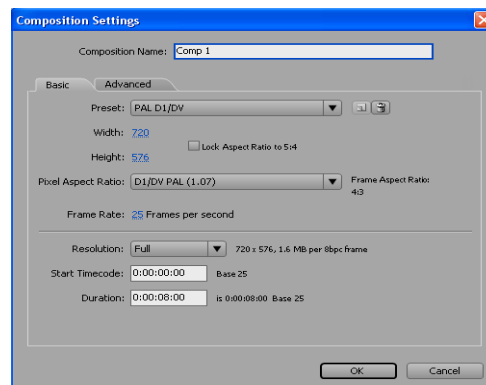 Composition Settings
Composition Name: Comp 1
Basic Advanced
Preset: PAL D1/DV
Width: 720
Lock Aspect Ratio to 5:4
Height: 576
Pixel Aspect Ratio: D1/DV PAL (1.07) Frame Aspect Ratio:
4:3
Frame Rate: 25 Frames per second
Resolution: Full 720 x 576, 1.6 MB per 8bpc frame
Start Timecode: 0:00:00:00 Base 25
Duration: 0:00:08:00 is 0:00:08:00 Base 25
OK Cancel